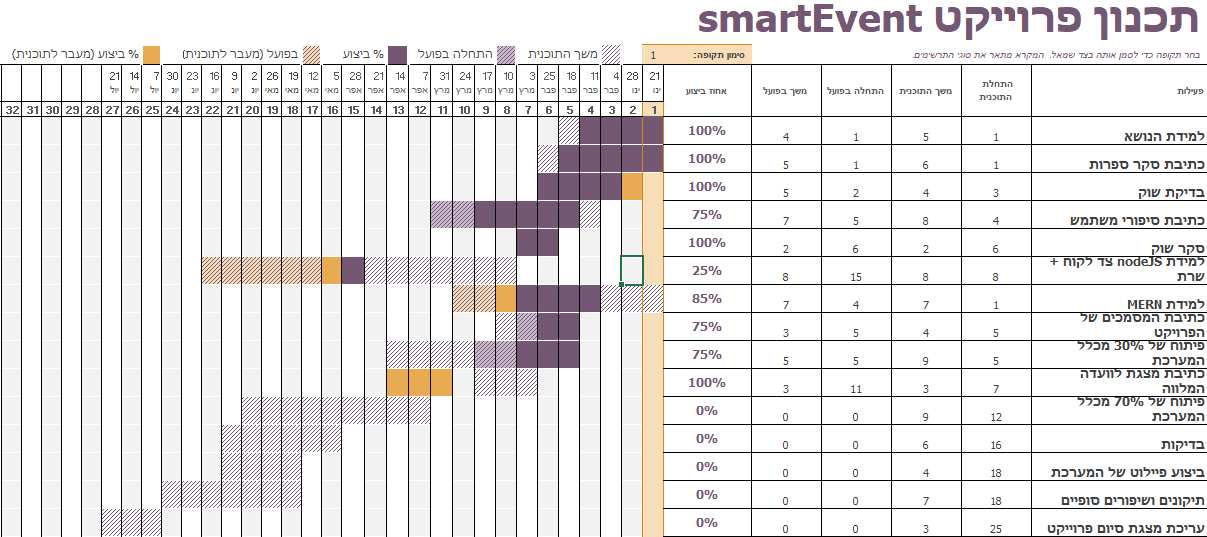 תכנון פרוייקט smartEvent
בחר תקופה כדי לסמן אותה בצד שמאל.  המקרא מתאר את סוגי התרשימים.
סימון תקופה: 1
משך התוכנית
התחלה בפועל
% ביצוע
בפועל (מעבר לתוכנית)
% ביצוע (מעבר לתוכנית)
פעילות
התחלת התוכנית
משך התוכנית
התחלה בפועל
משך בפועל
אחוז ביצוע
21 28 4 11 18 25 3 10 17 24 31 7 14 21 28 5 12 19 26 2 9 16 23 30 7 14 21
ינו ינו פבר פבר פבר פבר מרץ מרץ מרץ מרץ מרץ אפר אפר אפר אפר מאי מאי מאי מאי יונ יונ יונ יונ יונ יול יול יול
1 2 3 4 5 6 7 8 9 10 11 12 13 14 15 16 17 18 19 20 21 22 23 24 25 26 27 28 29 30 31 32
למידת הנושא 1 5 1 4 100%
כתיבת סקר ספרות 1 6 1 5 100%
בדיקת שוק 3 4 2 5 100%
כתיבת סיפורי משתמש 4 8 5 7 75%
סקר שוק 6 2 6 2 100%
למידת nodeJS צד לקוח +
שרת 8 8 15 8 25%
למידת MERN 1 7 4 7 85%
כתיבת המסמכים של
הפרויקט 5 4 5 3 75%
פיתוח של 30% מכלל
המערכת 5 9 5 5 75%
כתיבת מצגת לוועדה
המלווה 7 3 11 3 100%
פיתוח של 70% מכלל
המערכת 12 9 0 0 0%
בדיקות 16 6 0 0 0%
ביצוע פיילוט של המערכת 18 4 0 0 0%
תיקונים ושיפורים סופיים 18 7 0 0 0%
עריכת מצגת סיום פרוייקט 25 3 0 0 0%